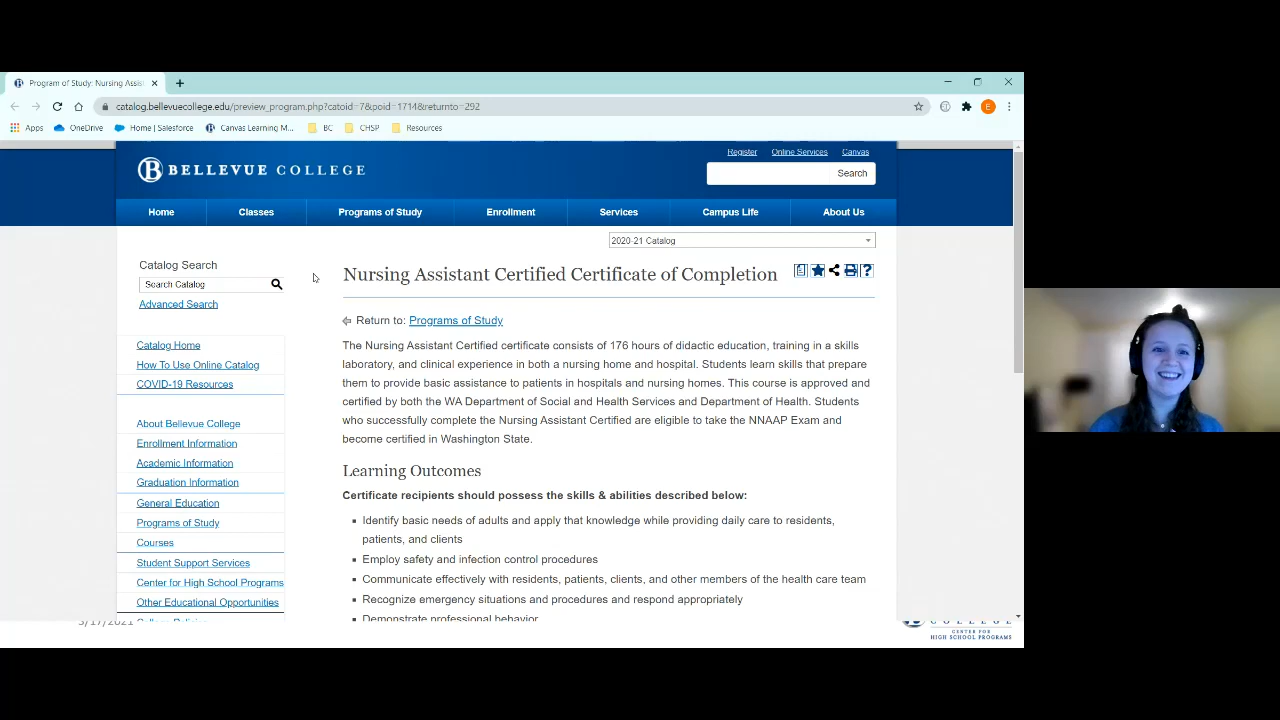 Program of Study: Nursing Assis
catalog.bellevuecollege.edu/preview_program.php?catoid=7&poid=1714&returnto=292
E
Apps OneDrive Home | Salesforce Canvas Learning M... BC CHSP Resources
Register Online Services Canvas
B BELLEVUE COLLEGE
Search
Home Classes Programs of Study Enrollment Services Campus Life About Us
2020-21 Catalog
Catalog Search
Search Catalog
Advanced Search
Catalog Home
How To Use Online Catalog
COVID-19 Resources
About Bellevue College
Enrollment Information
Academic Information
Graduation Information
General Education
Programs of Study
Courses
Student Support Services
Center for High School Programs
Other Educational Opportunities
Nursing Assistant Certified Certificate of Completion
?
Return to: Programs of Study
The Nursing Assistant Certified certificate consists of 176 hours of didactic education, training in a skills
laboratory, and clinical experience in both a nursing home and hospital. Students learn skills that prepare
them to provide basic assistance to patients in hospitals and nursing homes. This course is approved and
certified by both the WA Department of Social and Health Services and Department of Health. Students
who successfully complete the Nursing Assistant Certified are eligible to take the NNAAP Exam and
become certified in Washington State.
Learning Outcomes
Certificate recipients should possess the skills & abilities described below:
Identify basic needs of adults and apply that knowledge while providing daily care to residents,
patients, and clients
Employ safety and infection control procedures
Communicate effectively with residents, patients, clients, and other members of the health care team
Recognize emergency situations and procedures and respond appropriately
Demonstrate professional behavior
3/17/2021
COLLEGE
CENTER FOR
HIGH SCHOOL PROGRAMS